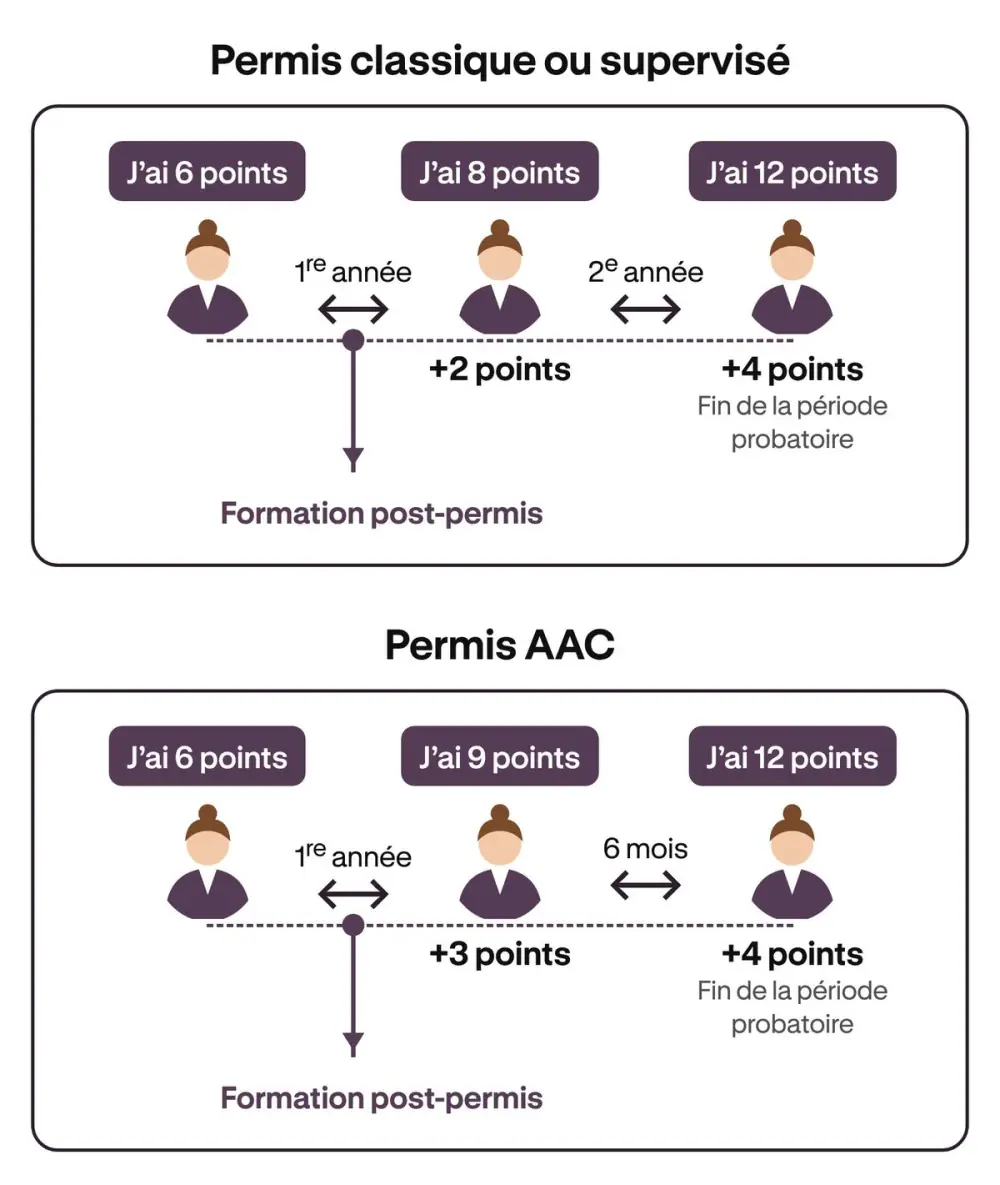 Permis classique ou supervisé
J'ai 6 points
J'ai 8 points
J'ai 12 points
1re année
2e année
+2 points
+4 points
Fin de la période
probatoire
Formation post-permis
Permis AAC
J'ai 6 points
J'ai 9 points
J'ai 12 points
1re année
6 mois
+3 points
+4 points
Fin de la période
probatoire
Formation post-permis